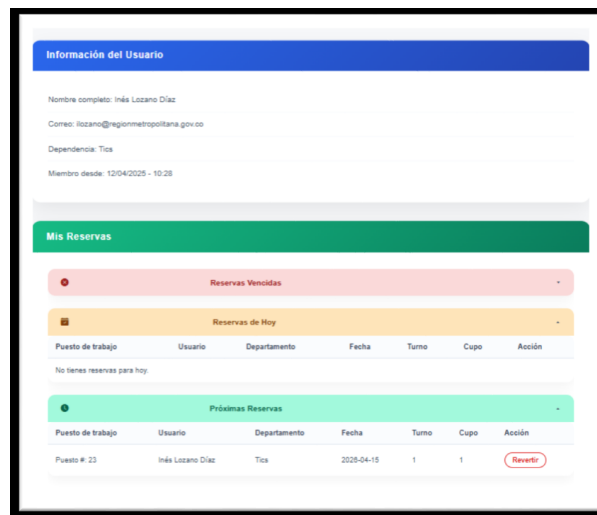 Información del Usuario
Nombre completo: Inés Lozano Díaz
Correo: ilozano@regionmetropolitana.gov.co
Dependencia: Tics
Miembro desde: 12/04/2025 - 10:28
Mis Reservas
Reservas Vencidas
Reservas de Hoy
Puesto de trabajo Usuario Departamento Fecha Turno Cupo Acción
No tienes reservas para hoy.
Próximas Reservas
Puesto de trabajo Usuario Departamento Fecha Turno Cupo Acción
Puesto #: 23 Inés Lozano Díaz Tics 2025-04-15 1 1 Revertir